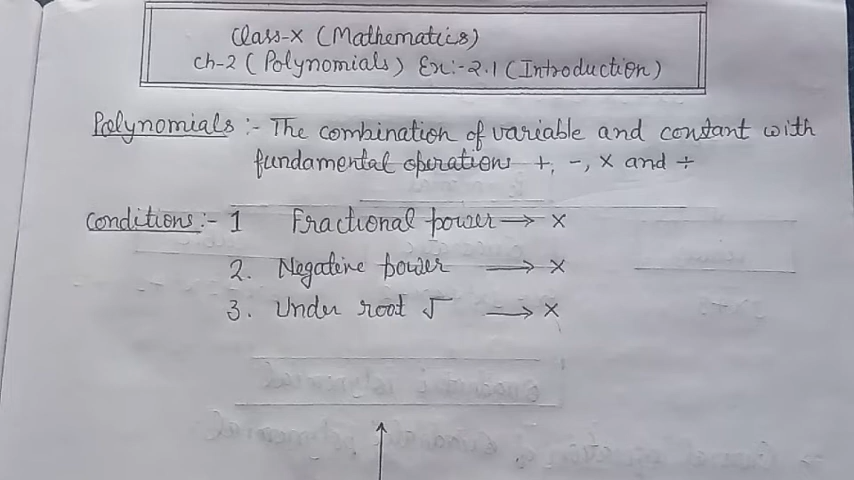 Class-X (Mathematics)
Ch-2 (Polynomials) Ex:-2.1 (Introduction)
Polynomials :- The combination of variable and constant with
fundamental operations +, -, × and ÷
Conditions :- 1 Fractional power → ×
2. Negative power → ×
3. Under root √ → ×